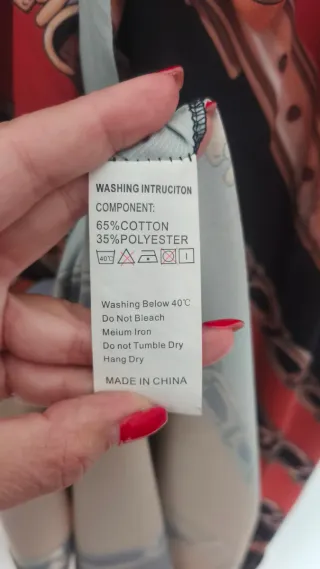 WASHING INTRUCITON
COMPONENT:
65%COTTON
35%POLYESTER
40℃
Washing Below 40℃
Do Not Bleach
Meium Iron
Do not Tumble Dry
Hang Dry
MADE IN CHINA